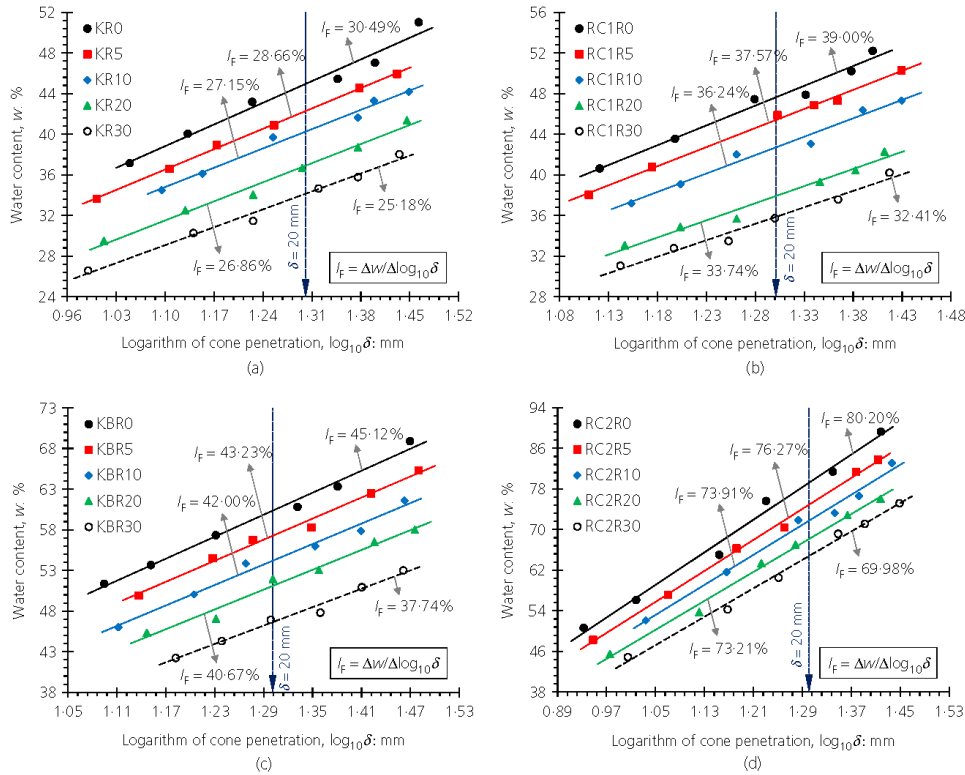 (a)
Water content, w. %
52
48
44
40
36
32
28
24
KR0
KR5
KR10
KR20
KR30
I_F = 27·15%
I_F = 28·66%
I_F = 30·49%
I_F = 25·18%
I_F = 26·86%
δ = 20 mm
I_F = Δw/Δlog10δ
0·96 1·03 1·10 1·17 1·24 1·31 1·38 1·45 1·52
Logarithm of cone penetration, log10δ: mm
(a)
Water content, w. %
56
52
48
44
40
36
32
28
RC1R0
RC1R5
RC1R10
RC1R20
RC1R30
I_F = 37·57%
I_F = 39·00%
I_F = 36·24%
I_F = 32·41%
I_F = 33·74%
δ = 20 mm
I_F = Δw/Δlog10δ
1·08 1·13 1·18 1·23 1·28 1·33 1·38 1·43 1·48
Logarithm of cone penetration, log10δ: mm
(b)
Water content, w. %
73
68
63
58
53
48
43
38
KBR0
KBR5
KBR10
KBR20
KBR30
I_F = 43·23%
I_F = 45·12%
I_F = 42·00%
I_F = 37·74%
I_F = 40·67%
δ = 20 mm
I_F = Δw/Δlog10δ
1·05 1·11 1·17 1·23 1·29 1·35 1·41 1·47 1·53
Logarithm of cone penetration, log10δ: mm
(c)
Water content, w. %
94
86
78
70
62
54
46
38
RC2R0
RC2R5
RC2R10
RC2R20
RC2R30
I_F = 80·20%
I_F = 76·27%
I_F = 73·91%
I_F = 69·98%
I_F = 73·21%
δ = 20 mm
I_F = Δw/Δlog10δ
0·89 0·97 1·05 1·13 1·21 1·29 1·37 1·45 1·53
Logarithm of cone penetration, log10δ: mm
(d)